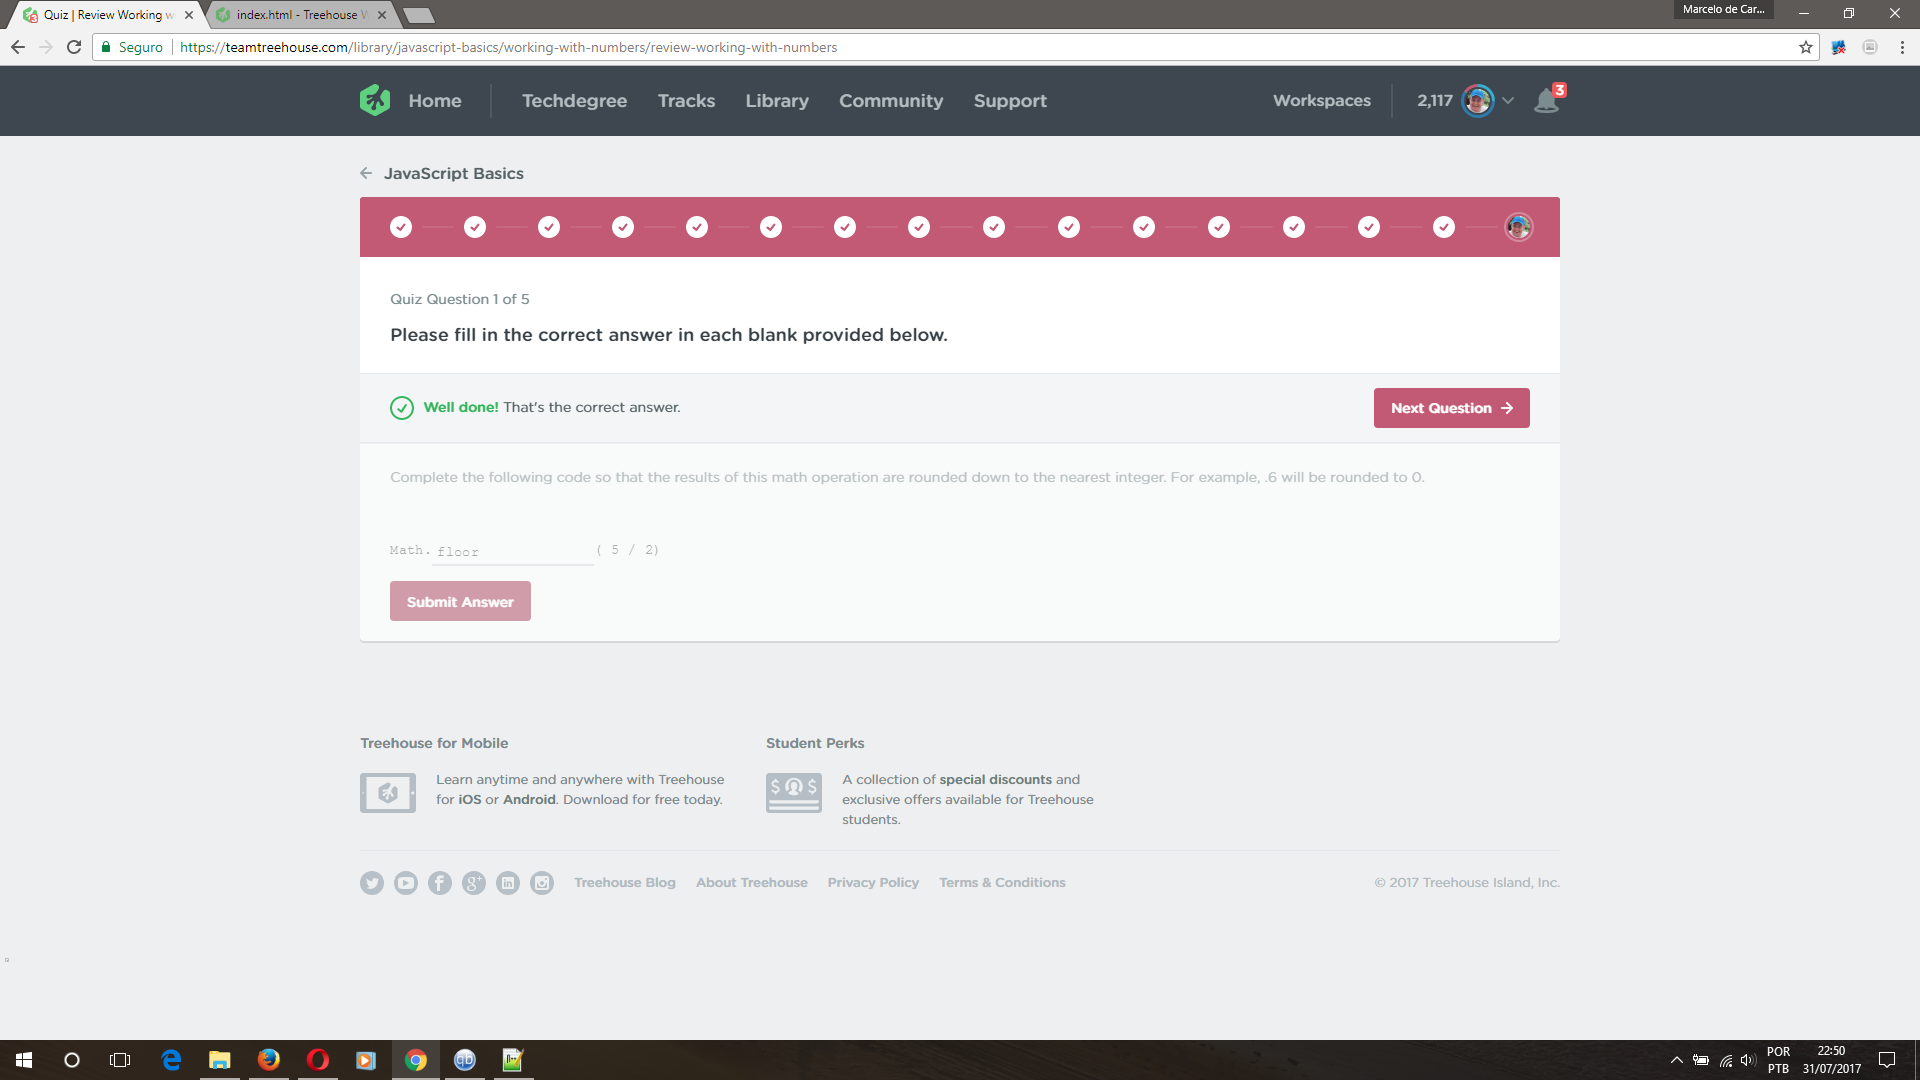 Quiz | Review Working w
index.html - Treehouse W
Marcelo de Car...
Seguro
https://teamtreehouse.com/library/javascript-basics/working-with-numbers/review-working-with-numbers
Home
Techdegree
Tracks
Library
Community
Support
Workspaces
2,117
3
JavaScript Basics
Quiz Question 1 of 5
Please fill in the correct answer in each blank provided below.
Well done! That's the correct answer.
Next Question
Complete the following code so that the results of this math operation are rounded down to the nearest integer. For example, .6 will be rounded to 0.
Math. floor ( 5 / 2)
Submit Answer
Treehouse for Mobile
Learn anytime and anywhere with Treehouse
for iOS or Android. Download for free today.
Student Perks
A collection of special discounts and
exclusive offers available for Treehouse
students.
Treehouse Blog
About Treehouse
Privacy Policy
Terms & Conditions
© 2017 Treehouse Island, Inc.
POR
PTB
22:50
31/07/2017